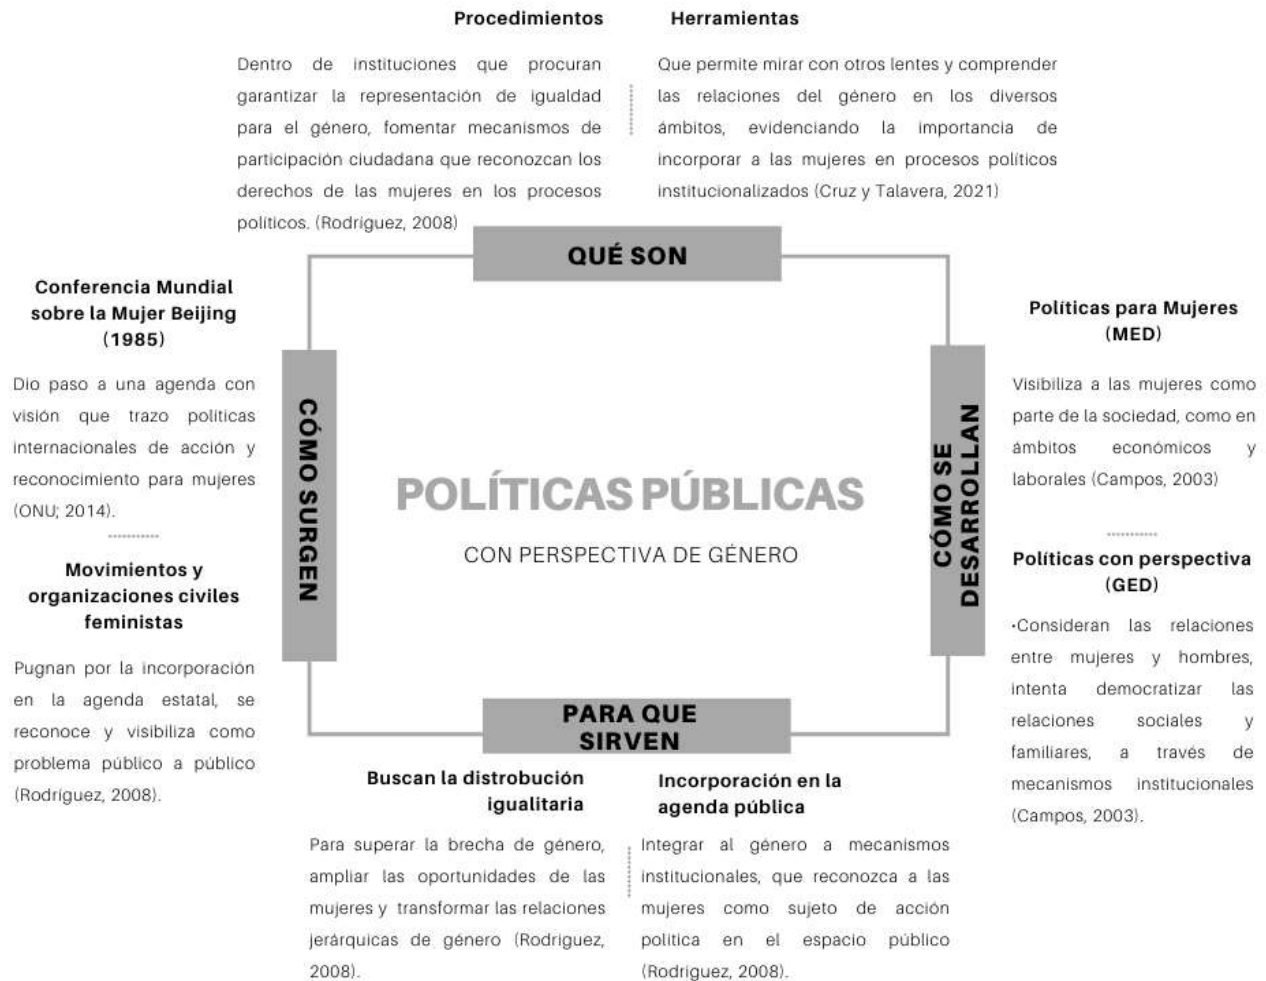 Procedimientos
Dentro de instituciones que procuran
garantizar la representación de igualdad
para el género, fomentar mecanismos de
participación ciudadana que reconozcan los
derechos de las mujeres en los procesos
políticos. (Rodríguez, 2008)
Herramientas
Que permite mirar con otros lentes y comprender
las relaciones del género en los diversos
ámbitos, evidenciando la importancia de
incorporar a las mujeres en procesos políticos
institucionalizados (Cruz y Talavera, 2021)
QUÉ SON
Conferencia Mundial
sobre la Mujer Beijing
(1985)
Dio paso a una agenda con
visión que trazo políticas
internacionales de acción y
reconocimiento para mujeres
(ONU; 2014).
Movimientos y
organizaciones civiles
feministas
Pugnan por la incorporación
en la agenda estatal, se
reconoce y visibiliza como
problema público a público
(Rodríguez, 2008).
CÓMO SURGEN
POLÍTICAS PÚBLICAS
CON PERSPECTIVA DE GÉNERO
CÓMO SE
DESARROLLAN
Políticas para Mujeres
(MED)
Visibiliza a las mujeres como
parte de la sociedad, como en
ámbitos económicos y
laborales (Campos, 2003)
Políticas con perspectiva
(GED)
•Consideran las relaciones
entre mujeres y hombres,
intenta democratizar las
relaciones sociales y
familiares, a través de
mecanismos institucionales
(Campos, 2003).
PARA QUE
SIRVEN
Buscan la distrobución
igualitaria
Para superar la brecha de género,
ampliar las oportunidades de las
mujeres y transformar las relaciones
jerárquicas de género (Rodriguez,
2008).
Incorporación en la
agenda pública
Integrar al género a mecanismos
institucionales, que reconozca a las
mujeres como sujeto de acción
política en el espacio público
(Rodriguez, 2008).